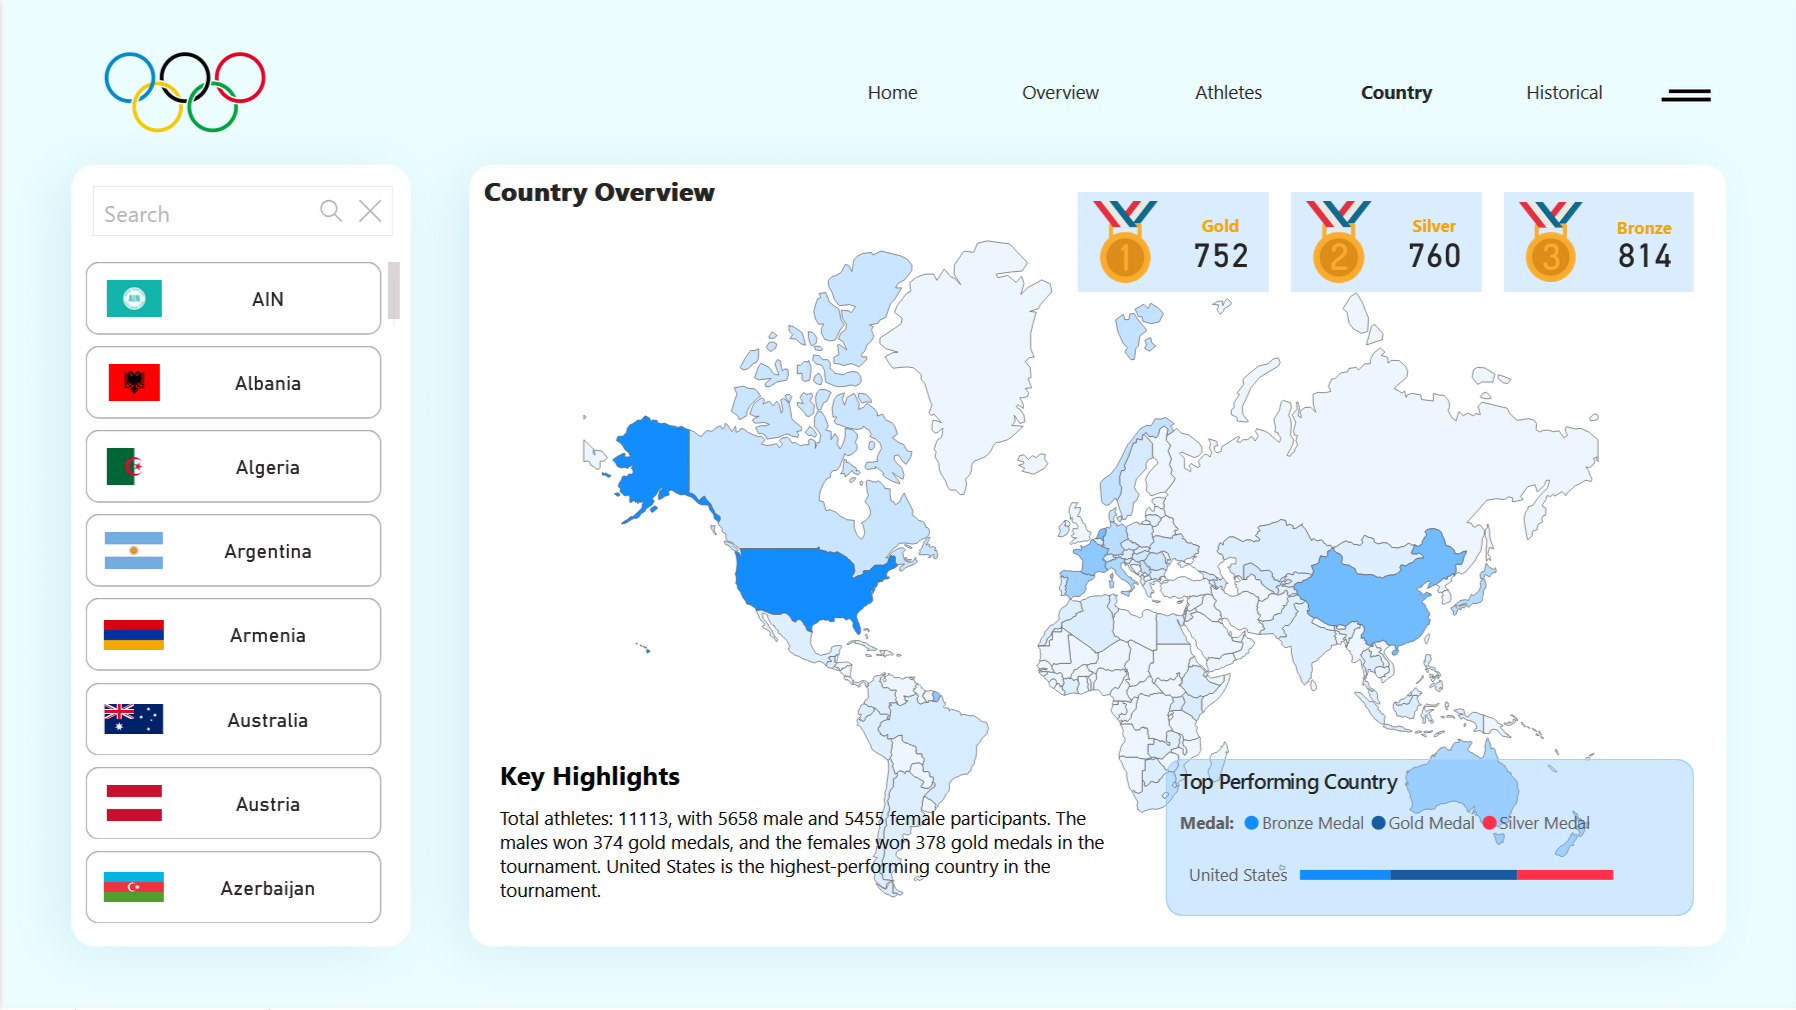 Home
Overview
Athletes
Country
Historical
Search
AIN
AIN
Albania
Algeria
Argentina
Armenia
Australia
Austria
Azerbaijan
Country Overview
1
Gold
752
2
Silver
760
3
Bronze
814
Key Highlights
Total athletes: 11113, with 5658 male and 5455 female participants. The
males won 374 gold medals, and the females won 378 gold medals in the
tournament. United States is the highest-performing country in the
tournament.
Top Performing Country
Medal: Bronze Medal Gold Medal Silver Medal
United States